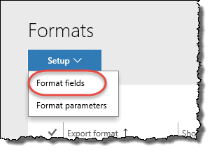 Formats
Setup
Format fields
Format parameters
Export format ↑